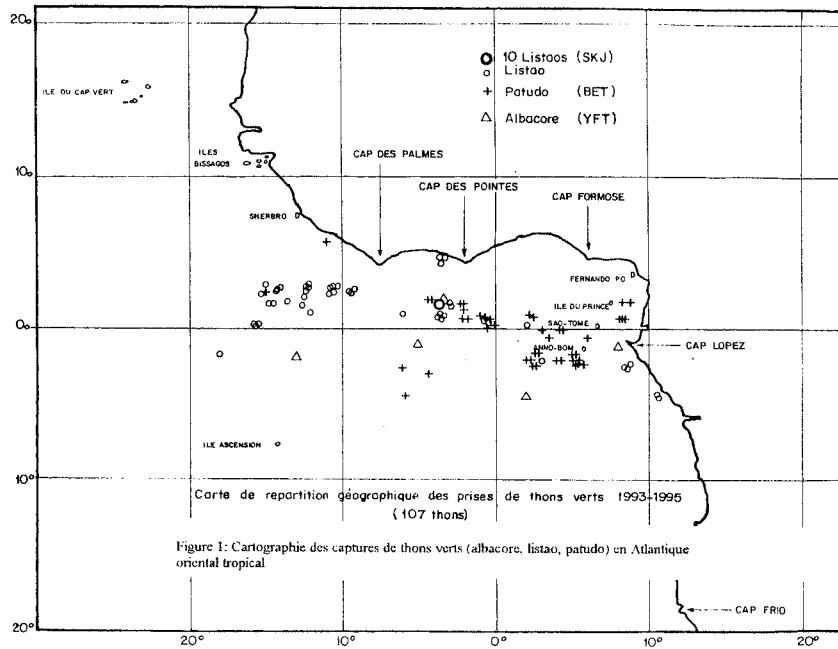 20°
10°
0°
10°
20°
20°
10°
0°
10°
20°
10 Listaos (SKJ)
Listao
Patudo (BET)
Albacore (YFT)
ILE DU CAP VERT
ILES
BISSAGOS
CAP DES PALMES
CAP DES POINTES
CAP FORMOSE
SHERBRO
FERNANDO PO
ILE DU PRINCE
SAO-TOME
ANNO-BOM
CAP LOPEZ
ILE ASCENSION
Carte de repartition géographique des prises de thons verts 1993-1995
(107 thons)
Figure 1: Cartographie des captures de thons verts (albacore, listao, patudo) en Atlantique
oriental tropical
CAP FRIO